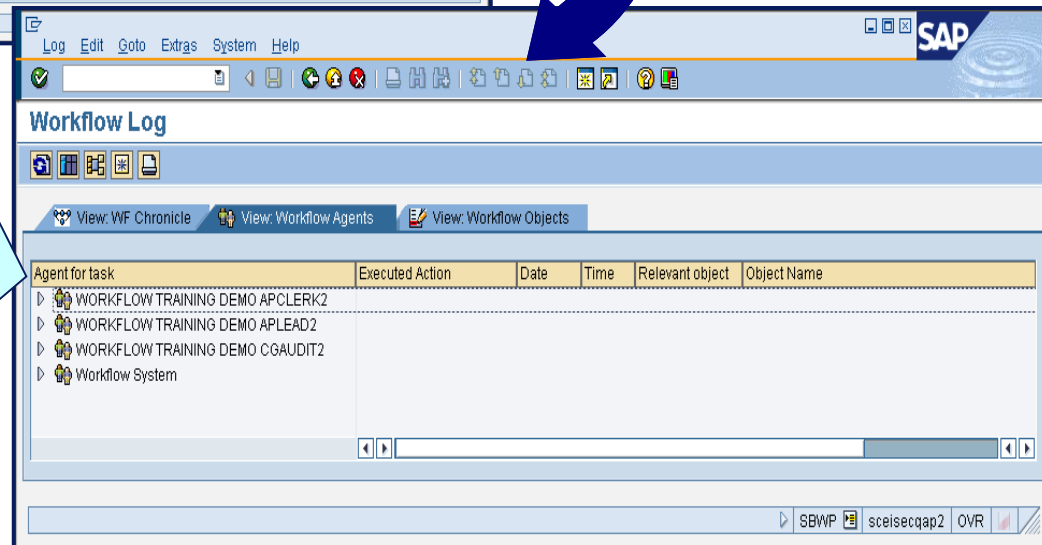 Log Edit Goto Extras System Help
SAP
Workflow Log
View: WF Chronicle View: Workflow Agents View: Workflow Objects
Agent for task Executed Action Date Time Relevant object Object Name
WORKFLOW TRAINING DEMO APCLERK2
WORKFLOW TRAINING DEMO APLEAD2
WORKFLOW TRAINING DEMO CGAUDIT2
Workflow System
SBWP sceisecqap2 OVR